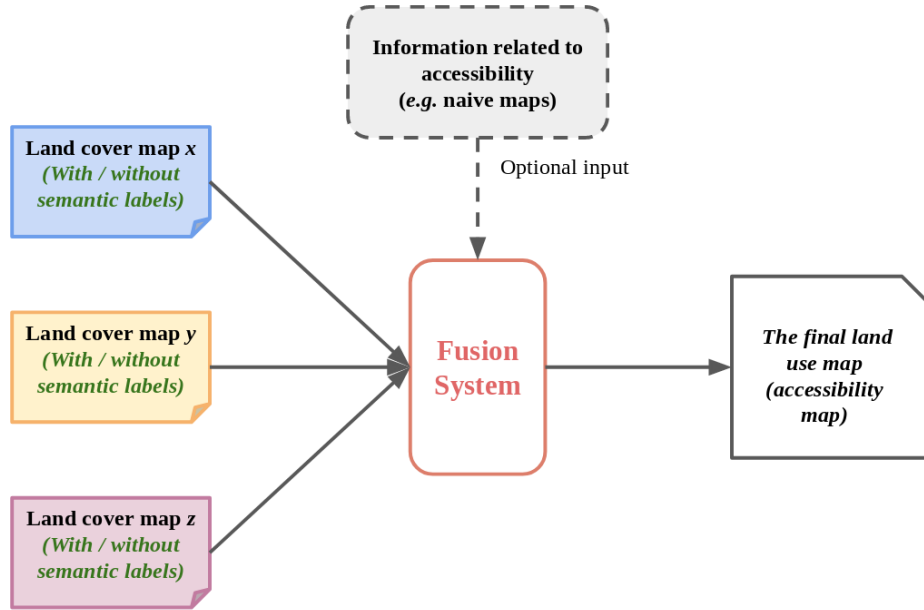 Information related to
accessibility
(e.g. naive maps)
Optional input
Land cover map x
(With / without
semantic labels)
Land cover map y
(With / without
semantic labels)
Land cover map z
(With / without
semantic labels)
Fusion
System
The final land
use map
(accessibility
map)